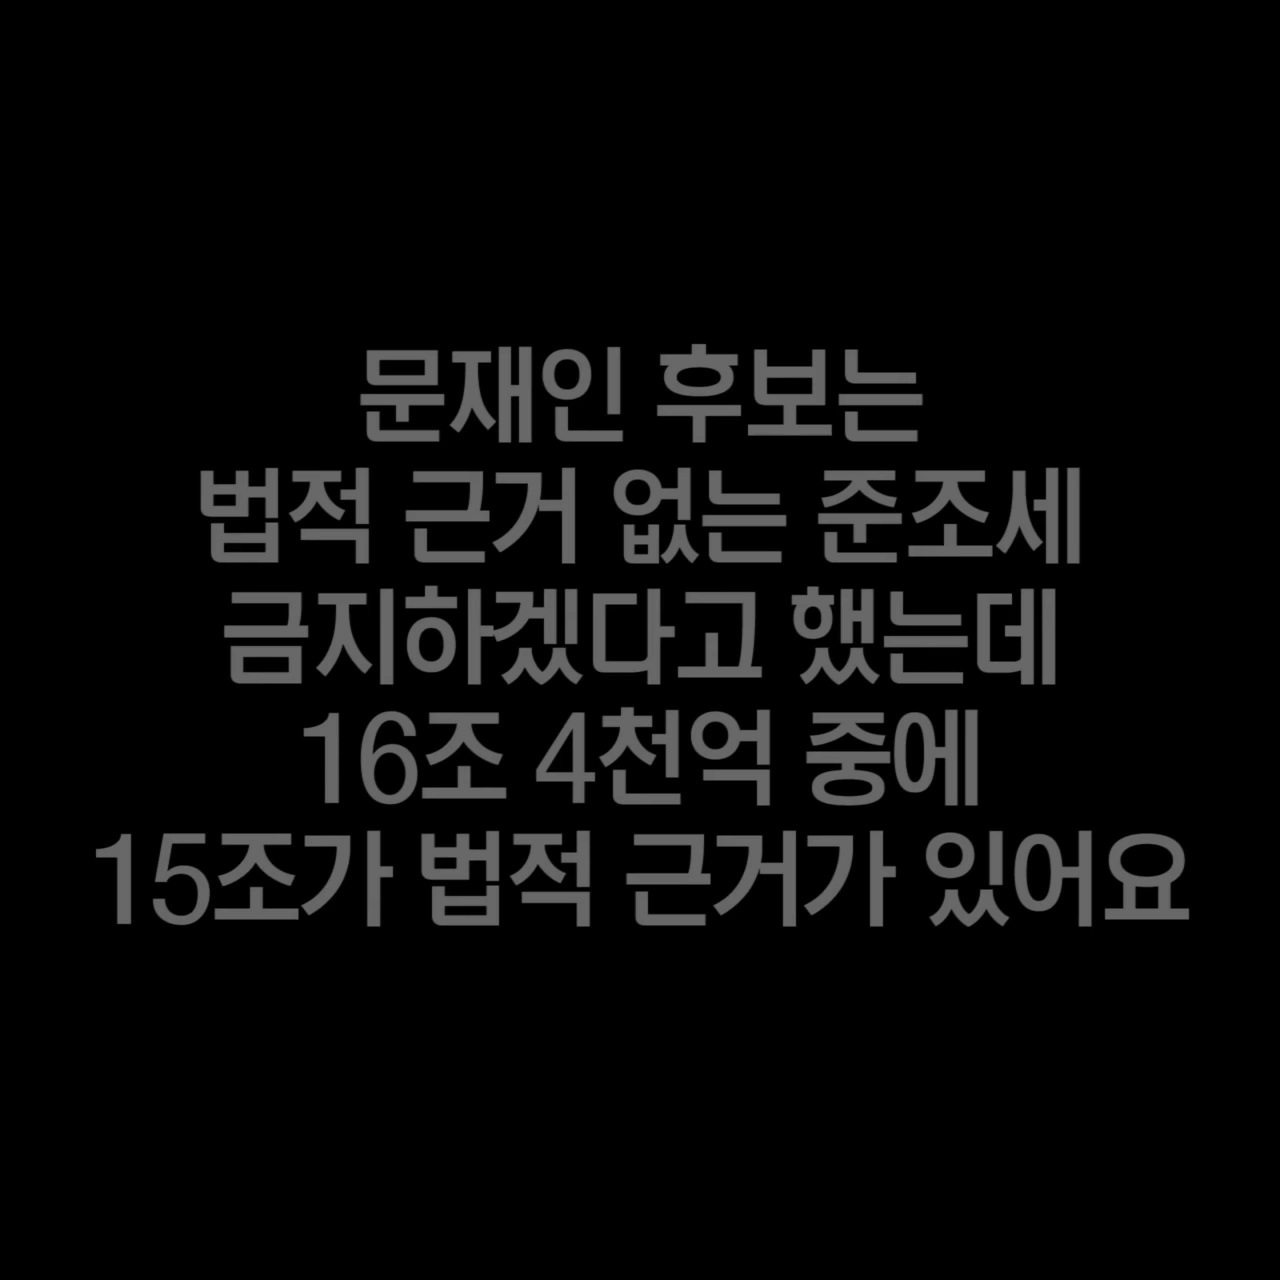 문재인 후보는
법적 근거 없는 준조세
금지하겠다고 했는데
16조 4천억 중에
15조가 법적 근거가 있어요